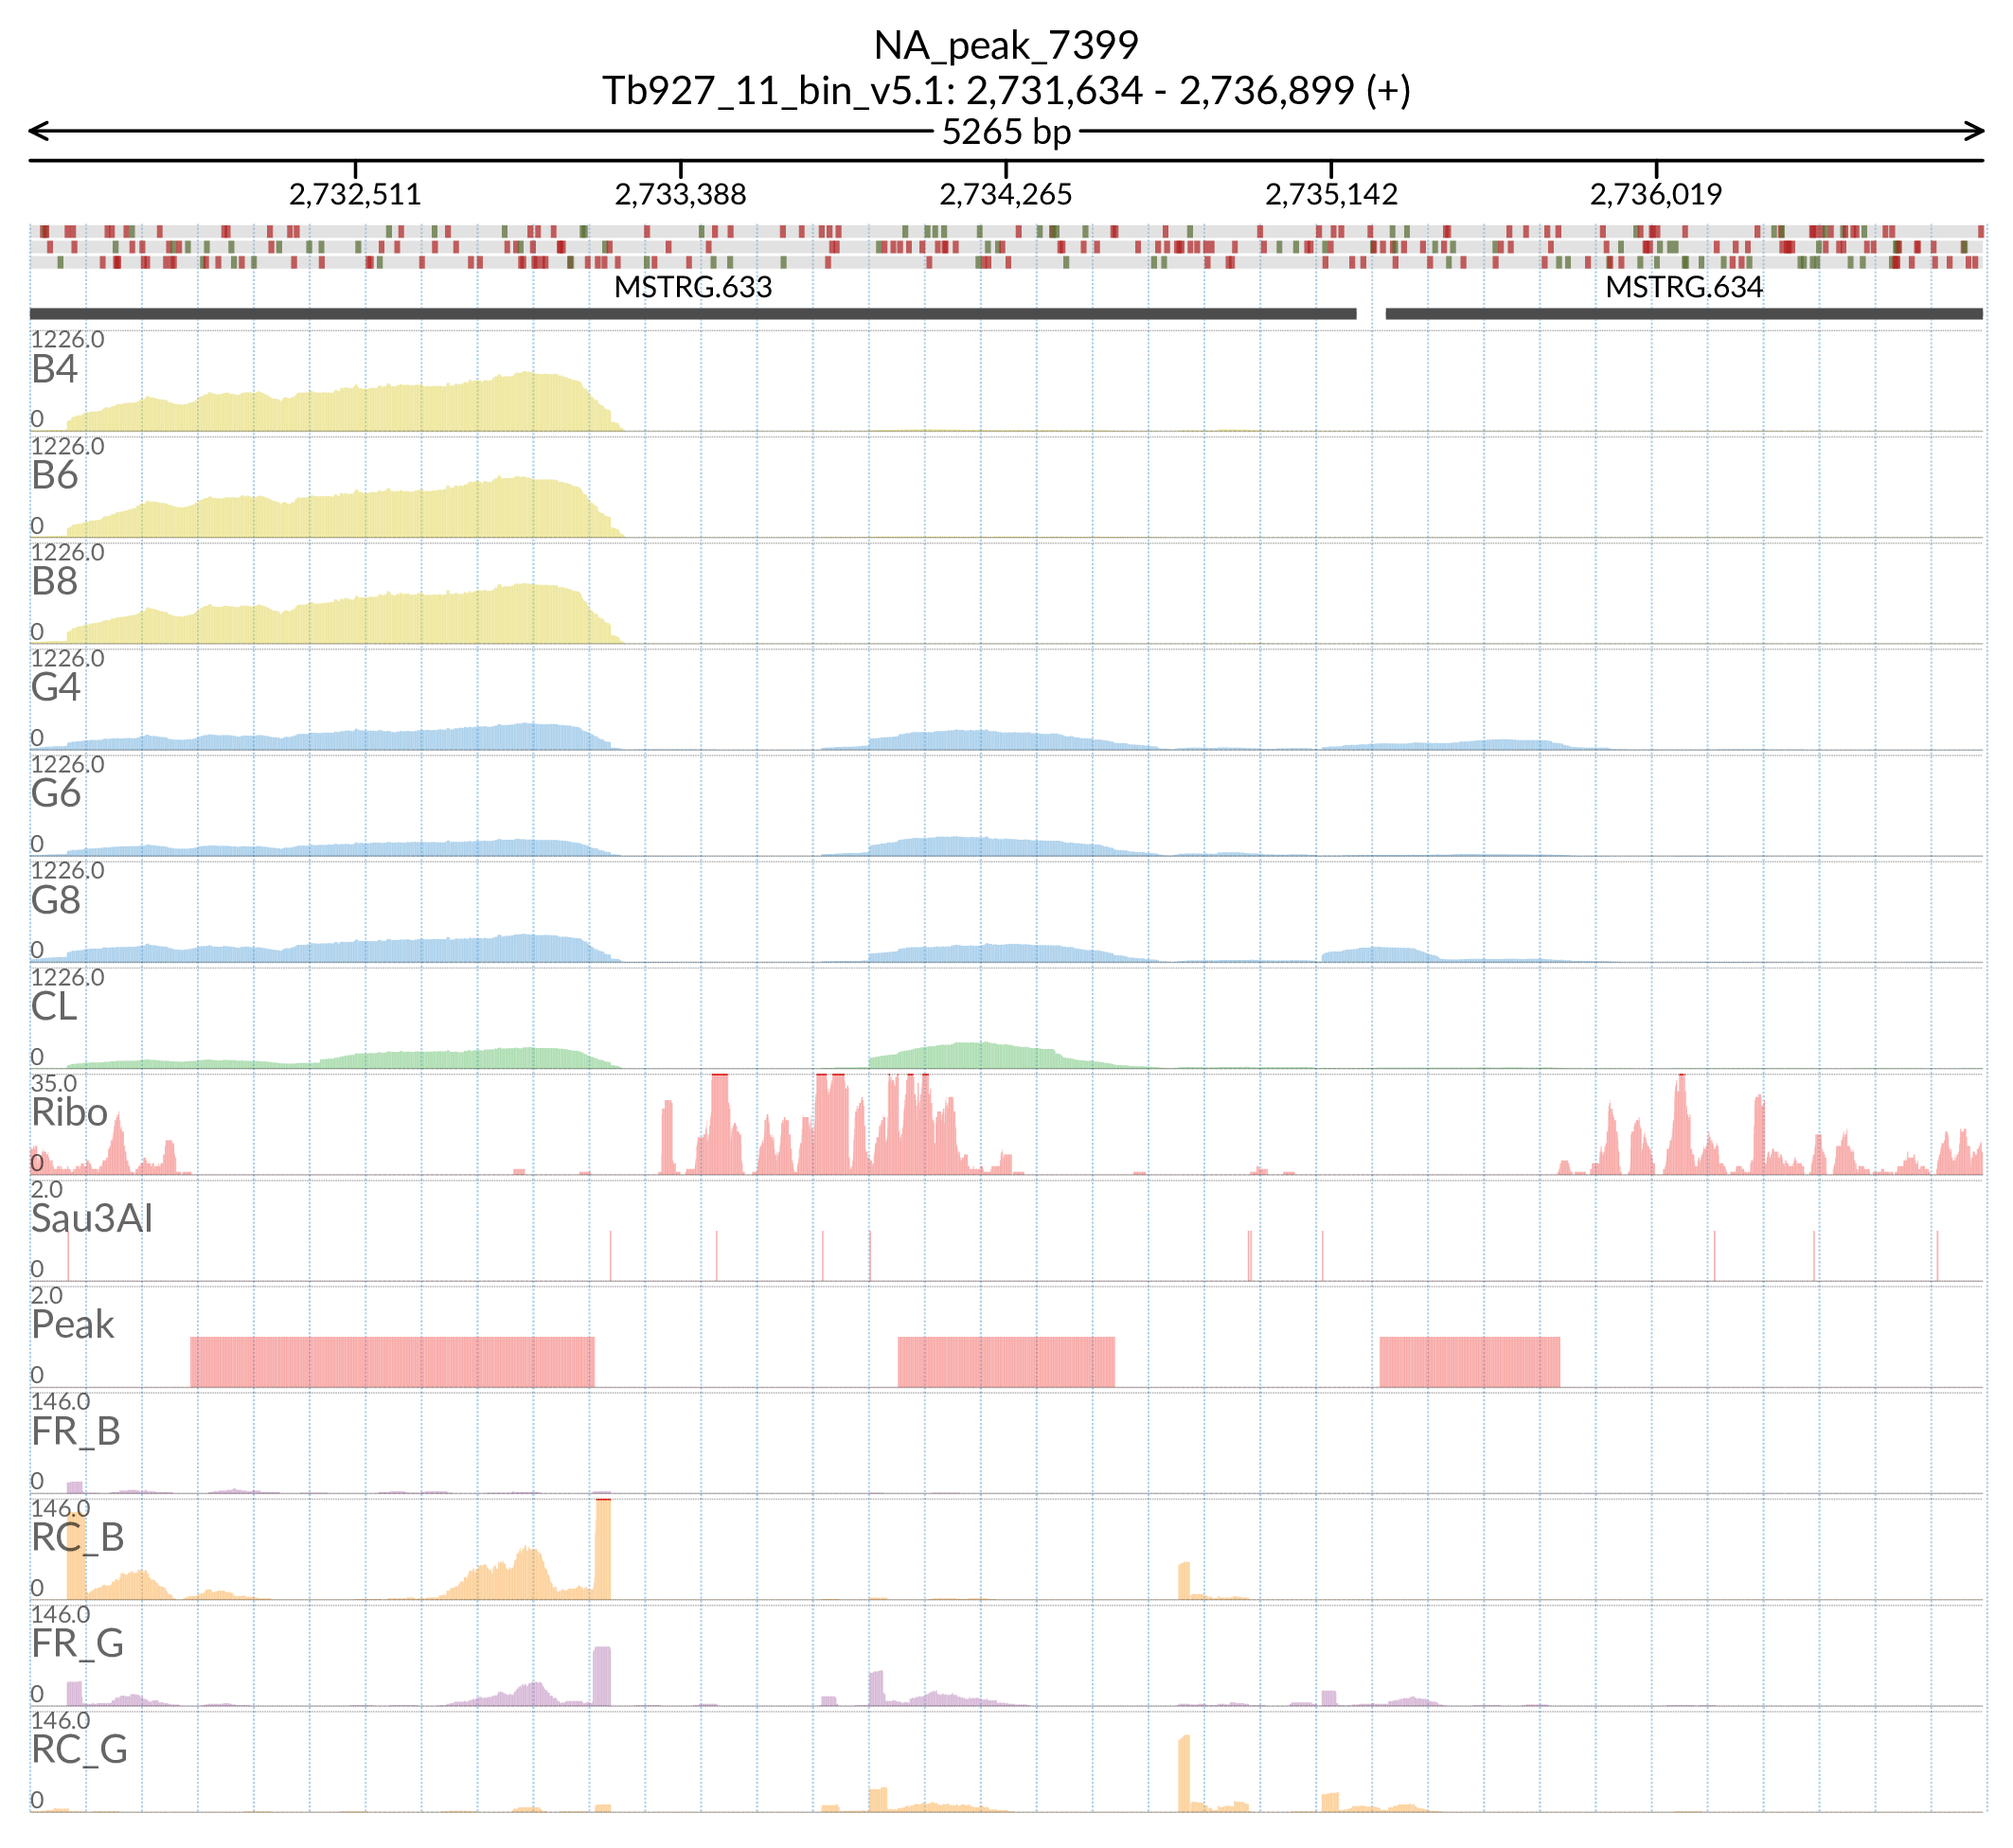 NA_peak_7399
Tb927_11_bin_v5.1: 2,731,634 - 2,736,899 (+)
5265 bp
2,732,511 2,733,388 2,734,265 2,735,142 2,736,019
MSTRG.633 MSTRG.634
1226.0
B4
0
1226.0
B6
0
1226.0
B8
0
1226.0
G4
0
1226.0
G6
0
1226.0
G8
0
1226.0
CL
0
35.0
Ribo
0
2.0
Sau3AI
0
2.0
Peak
0
146.0
FR_B
0
146.0
RC_B
0
146.0
FR_G
0
146.0
RC_G
0